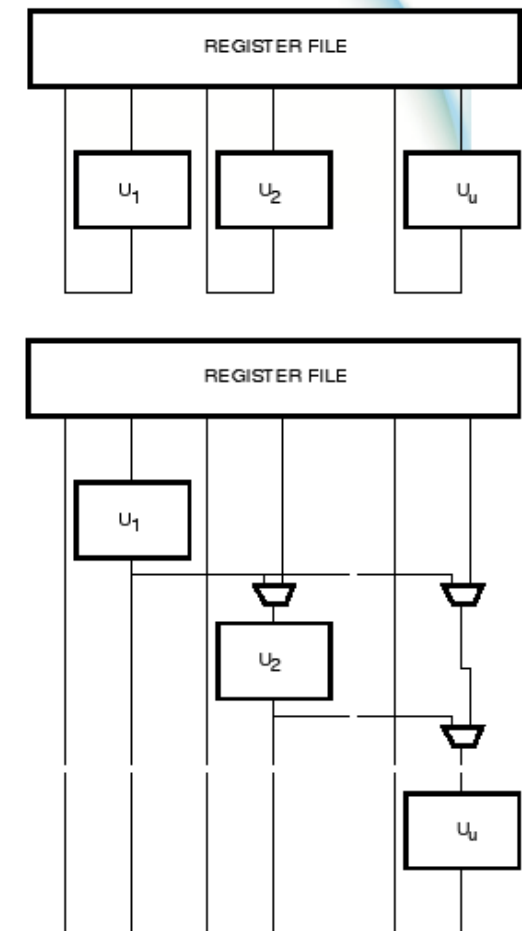 REGISTER FILE
U₁ U₂ Uᵤ
REGISTER FILE
U₁
U₂
Uᵤ